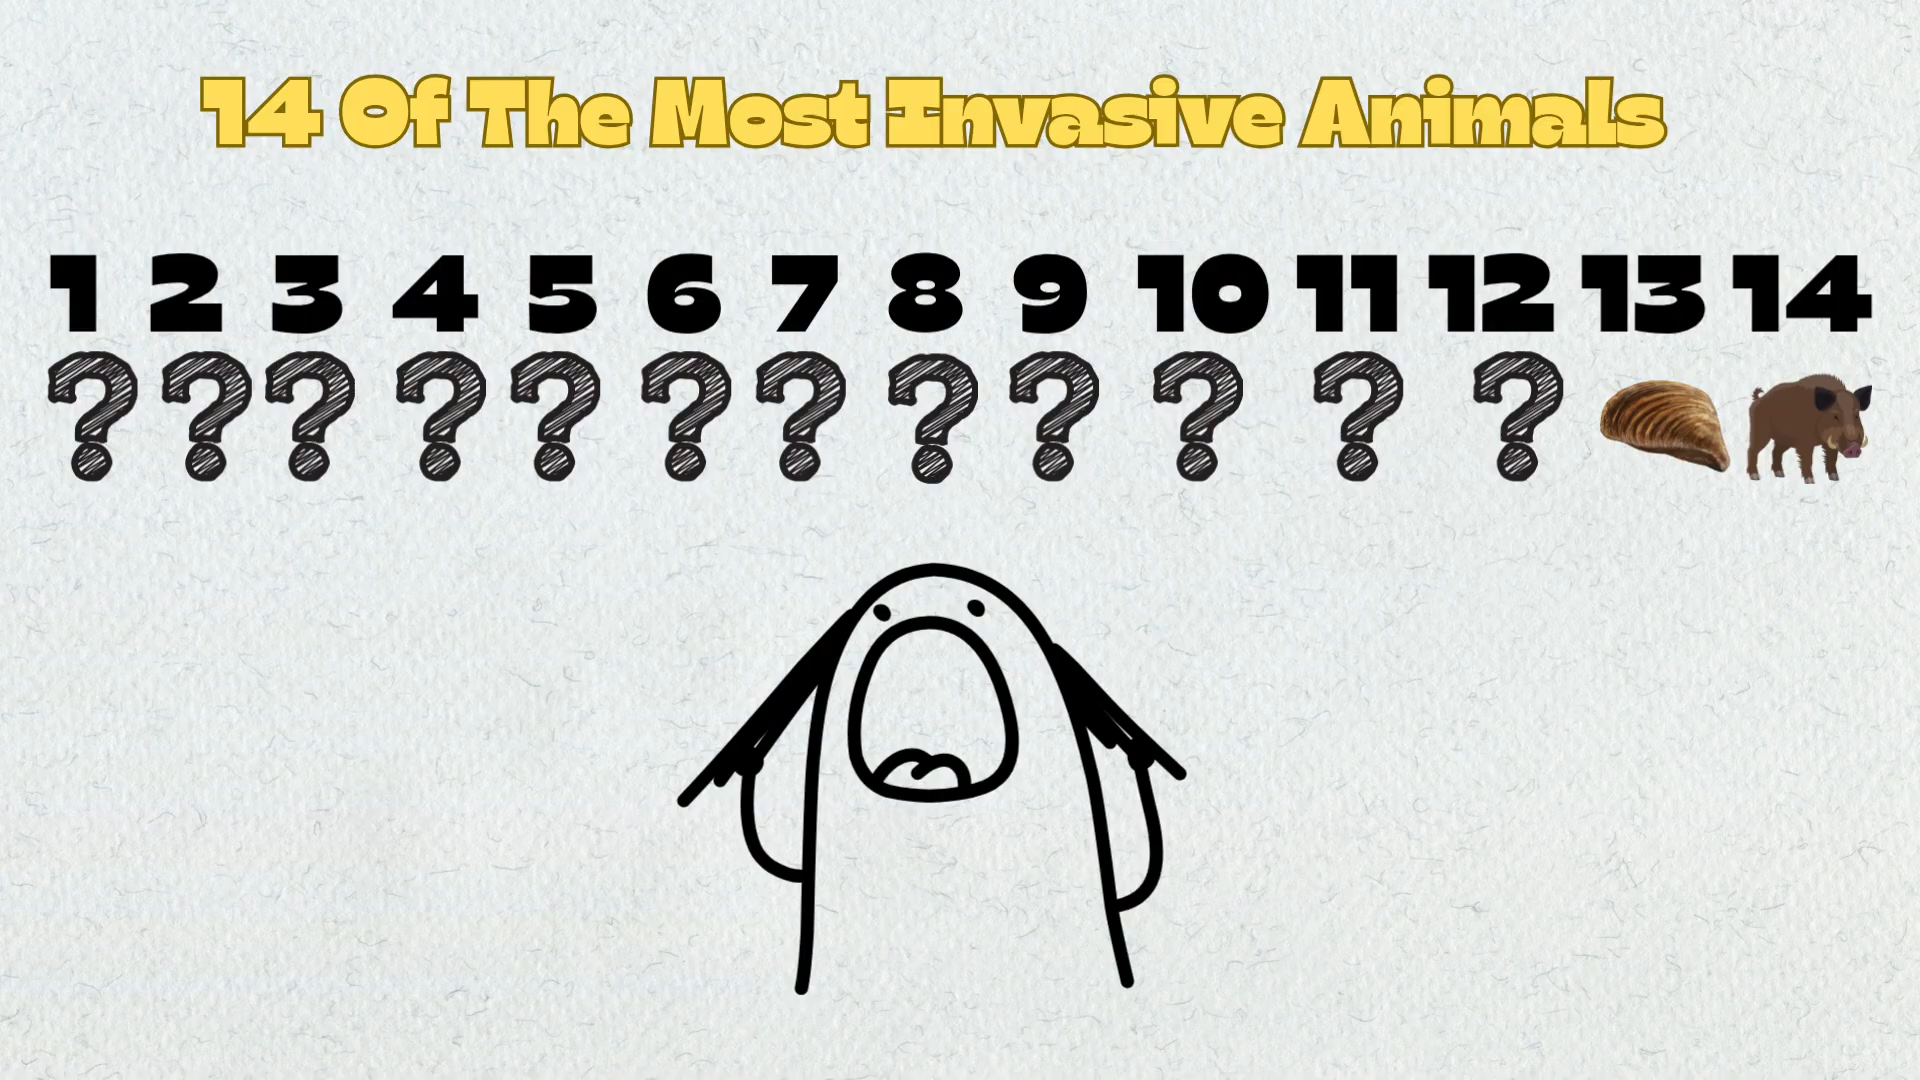 14 Of The Most Invasive Animals
1 2 3 4 5 6 7 8 9 10 11 12 13 14
? ? ? ? ? ? ? ? ? ? ? ?